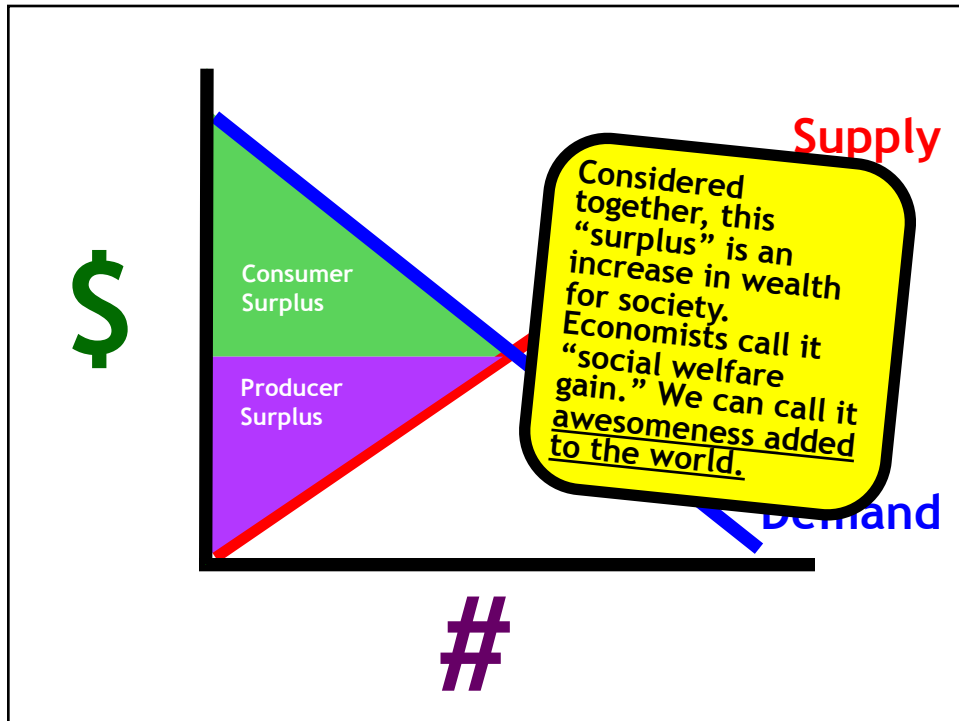 Supply
Considered
together, this
“surplus” is an
increase in wealth
for society.
Economists call it
“social welfare
gain.” We can call it
awesomeness added
to the world.
$
Consumer
Surplus
Producer
Surplus
Demand
#